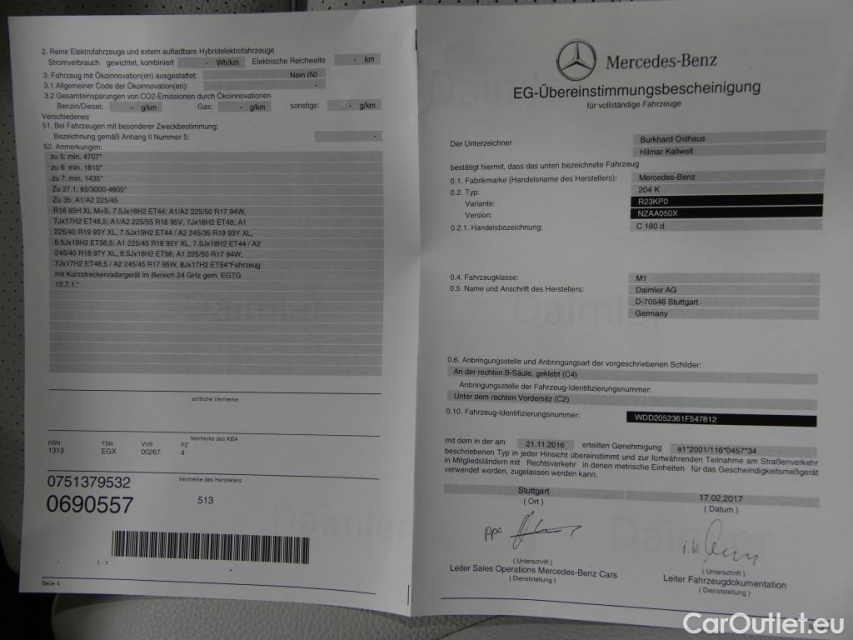 2. Reine Elektrofahrzeuge und extern aufladbare Hybridelektrofahrzeuge
Stromverbrauch gewichtet, kombiniert - Wh/km Elektrische Reichweite - km
3. Fahrzeug mit Ökoinnovation(en) ausgestattet: Nein (N)
3.1 Allgemeiner Code der Ökoinnovation(en): -
3.2 Gesamteinsparungen von CO2-Emissionen durch Ökoinnovationen
Benzin/Diesel: - g/km Gas: - g/km sonstige: - g/km
Verschiedenes
51. Bei Fahrzeugen mit besonderer Zweckbestimmung:
Bezeichnung gemäß Anhang II Nummer 5: -
52. Anmerkungen:
zu 5: min. 4707*
zu 6: min. 1810*
zu 7: min. 1435*
Zu 27.1: 85/3000-4600*
Zu 35: A1/A2 225/45
R18 95H XL M+S, 7.5Jx18H2 ET44; A1/A2 225/50 R17 94W,
7Jx17H2 ET48,5; A1/A2 225/55 R16 95V, 7Jx16H2 ET48; A1
225/40 R19 93Y XL, 7.5Jx19H2 ET44 / A2 245/35 R19 93Y XL,
8.5Jx19H2 ET56,5; A1 225/45 R18 95Y XL, 7.5Jx18H2 ET44 / A2
245/40 R18 97Y XL, 8.5Jx18H2 ET56; A1 225/50 R17 94W,
7Jx17H2 ET48,5 / A2 245/45 R17 95W, 8Jx17H2 ET54*Fahrzeug
mit Kurzstreckenradargerät im Bereich 24 GHz gem. EGTG
12.7.1.*
amtliche Vermerke
Vermerke des KBA
HSN TSN VVS PZ
1313 EGX 00267 4
0751379532 Vermerke des Herstellers
0690557 513
- 1-1 -
Seite 4
Mercedes-Benz
EG-Übereinstimmungsbescheinigung
für vollständige Fahrzeuge
Der Unterzeichner Burkhard Osthaus
Hilmar Kallweit
bestätigt hiermit, dass das unten bezeichnete Fahrzeug
0.1. Fabrikmarke (Handelsname des Herstellers): Mercedes-Benz
0.2. Typ: 204 K
Variante: R23KP0
Version: NZAA050X
0.2.1. Handelsbezeichnung: C 180 d
0.4. Fahrzeugklasse: M1
0.5. Name und Anschrift des Herstellers: Daimler AG
D-70546 Stuttgart
Germany
0.6. Anbringungsstelle und Anbringungsart der vorgeschriebenen Schilder:
An der rechten B-Säule, geklebt (C4)
Anbringungsstelle der Fahrzeug-Identifizierungsnummer:
Unter dem rechten Vordersitz (C2)
0.10. Fahrzeug-Identifizierungsnummer: WDD2052361F547812
mit dem in der am 21.11.2016 erteilten Genehmigung e1*2001/116*0457*34
beschriebenen Typ in jeder Hinsicht übereinstimmt und zur fortwährenden Teilnahme am Straßenverkehr
in Mitgliedsländern mit Rechtsverkehr in denen metrische Einheiten für das Geschwindigkeitsmeßgerät
verwendet werden, zugelassen werden kann.
Stuttgart 17.02.2017
( Ort ) ( Datum )
ppa
i.V.
( Unterschrift ) ( Unterschrift )
Leiter Sales Operations Mercedes-Benz Cars Leiter Fahrzeugdokumentation
( Dienststellung ) ( Dienststellung )
CarOutlet.eu